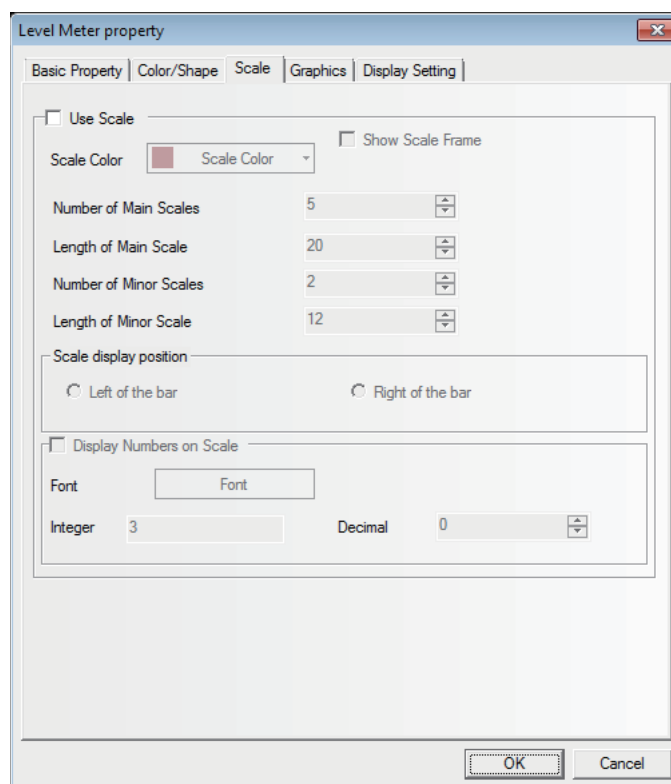 Level Meter property
Basic Property Color/Shape Scale Graphics Display Setting
Use Scale
Show Scale Frame
Scale Color Scale Color
Number of Main Scales 5
Length of Main Scale 20
Number of Minor Scales 2
Length of Minor Scale 12
Scale display position
Left of the bar Right of the bar
Display Numbers on Scale
Font Font
Integer 3 Decimal 0
OK Cancel